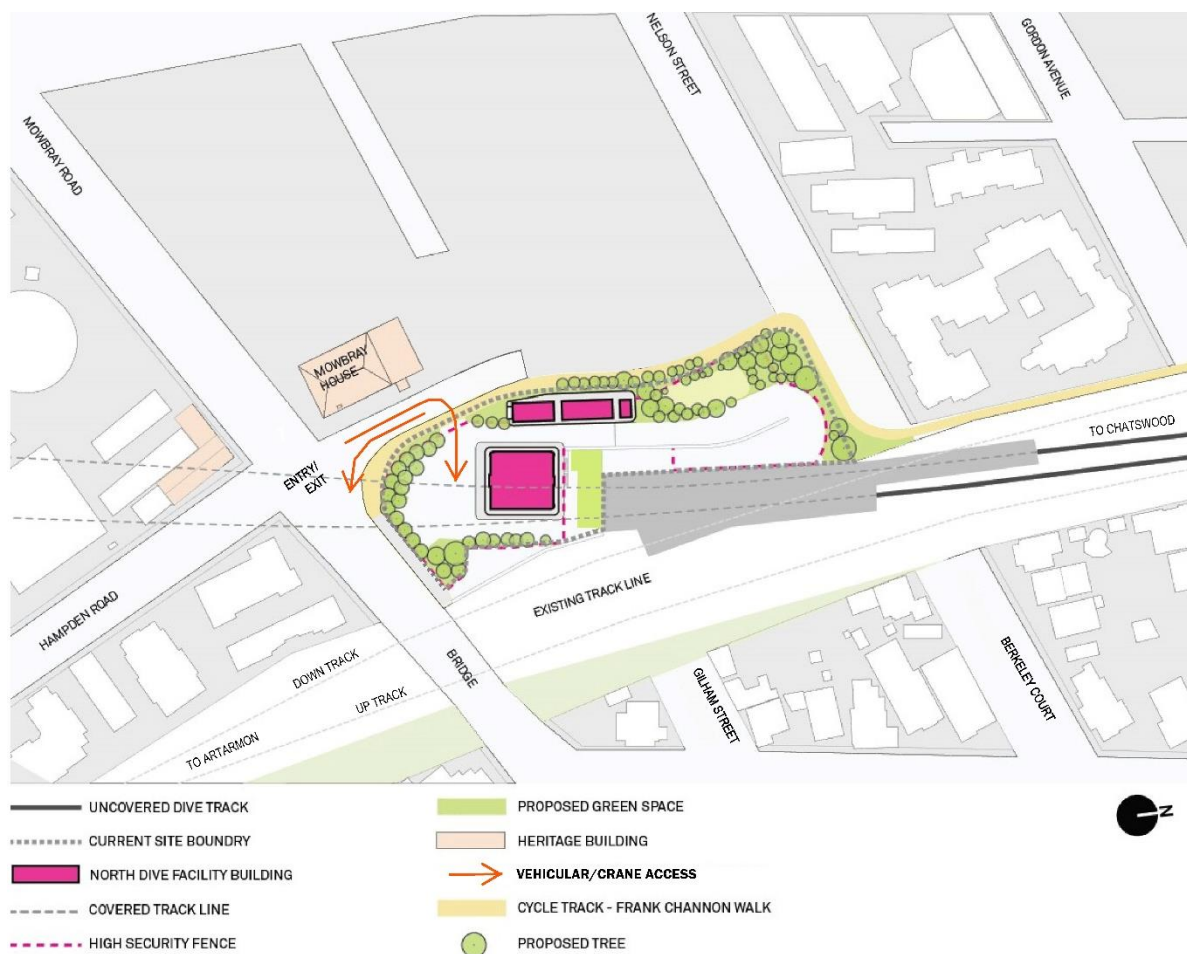 NELSON STREET
GORDON AVENUE
MOWBRAY ROAD
MOWBRAY
HOUSE
ENTRY/
EXIT
TO CHATSWOOD
EXISTING TRACK LINE
HAMPDEN ROAD
DOWN TRACK
BRIDGE
UP TRACK
TO ARTARMON
GILHAM STREET
BERKELEY COURT
UNCOVERED DIVE TRACK
CURRENT SITE BOUNDRY
NORTH DIVE FACILITY BUILDING
COVERED TRACK LINE
HIGH SECURITY FENCE
PROPOSED GREEN SPACE
HERITAGE BUILDING
VEHICULAR/CRANE ACCESS
CYCLE TRACK - FRANK CHANNON WALK
PROPOSED TREE
N